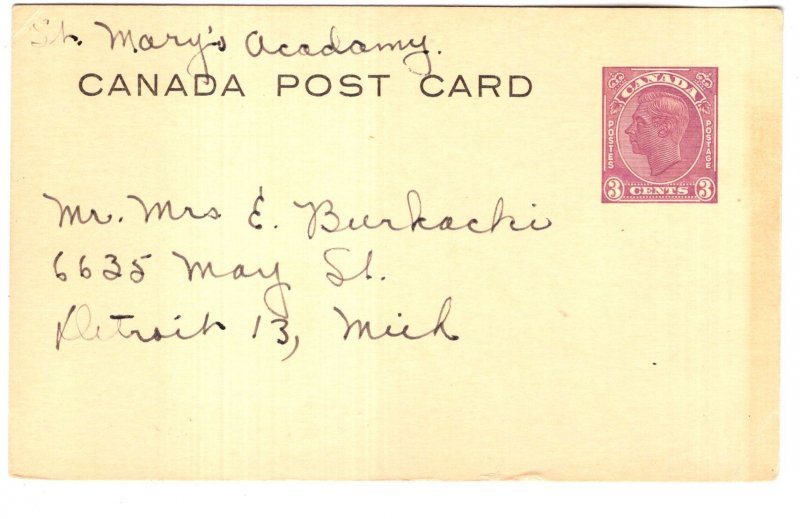 St. Mary's Acadamy.
CANADA POST CARD
CANADA
POSTES
POSTAGE
3 CENTS 3
Mr. Mrs E. Burkacki
6635 May St.
Detroit 13, Mich